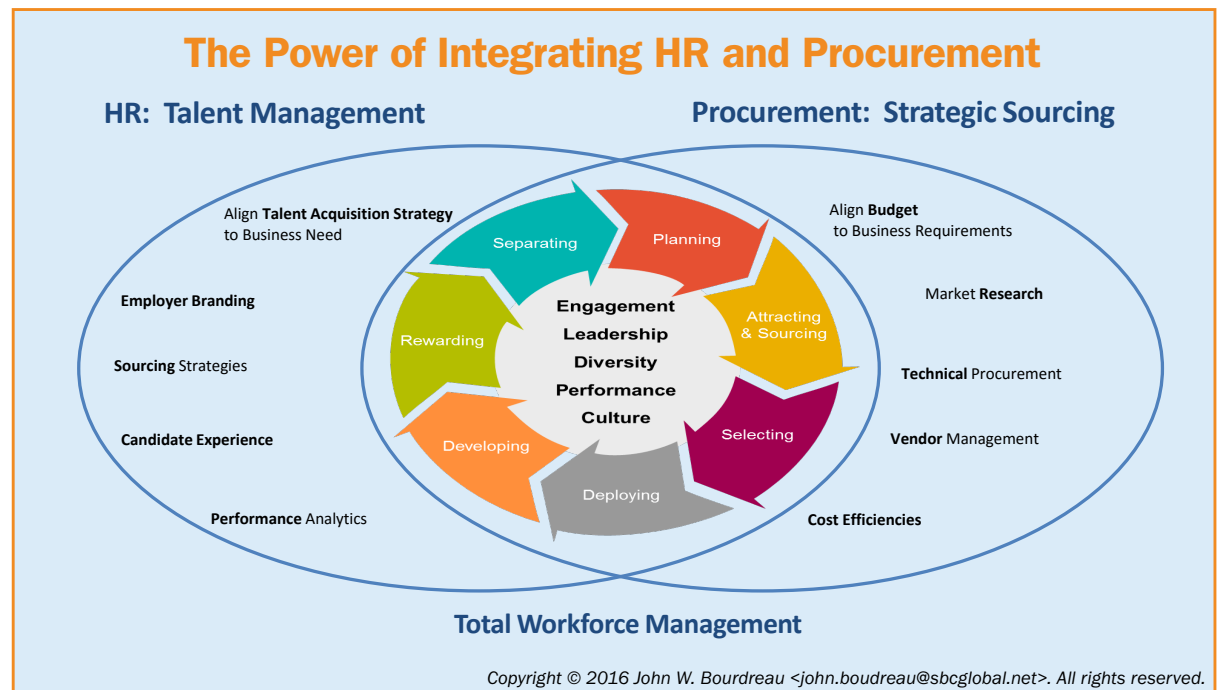 The Power of Integrating HR and Procurement
HR: Talent Management
Procurement: Strategic Sourcing
Align Talent Acquisition Strategy
to Business Need
Employer Branding
Sourcing Strategies
Candidate Experience
Performance Analytics
Separating
Planning
Attracting
& Sourcing
Selecting
Deploying
Developing
Rewarding
Engagement
Leadership
Diversity
Performance
Culture
Align Budget
to Business Requirements
Market Research
Technical Procurement
Vendor Management
Cost Efficiencies
Total Workforce Management
Copyright © 2016 John W. Bourdreau <john.boudreau@sbcglobal.net>. All rights reserved.